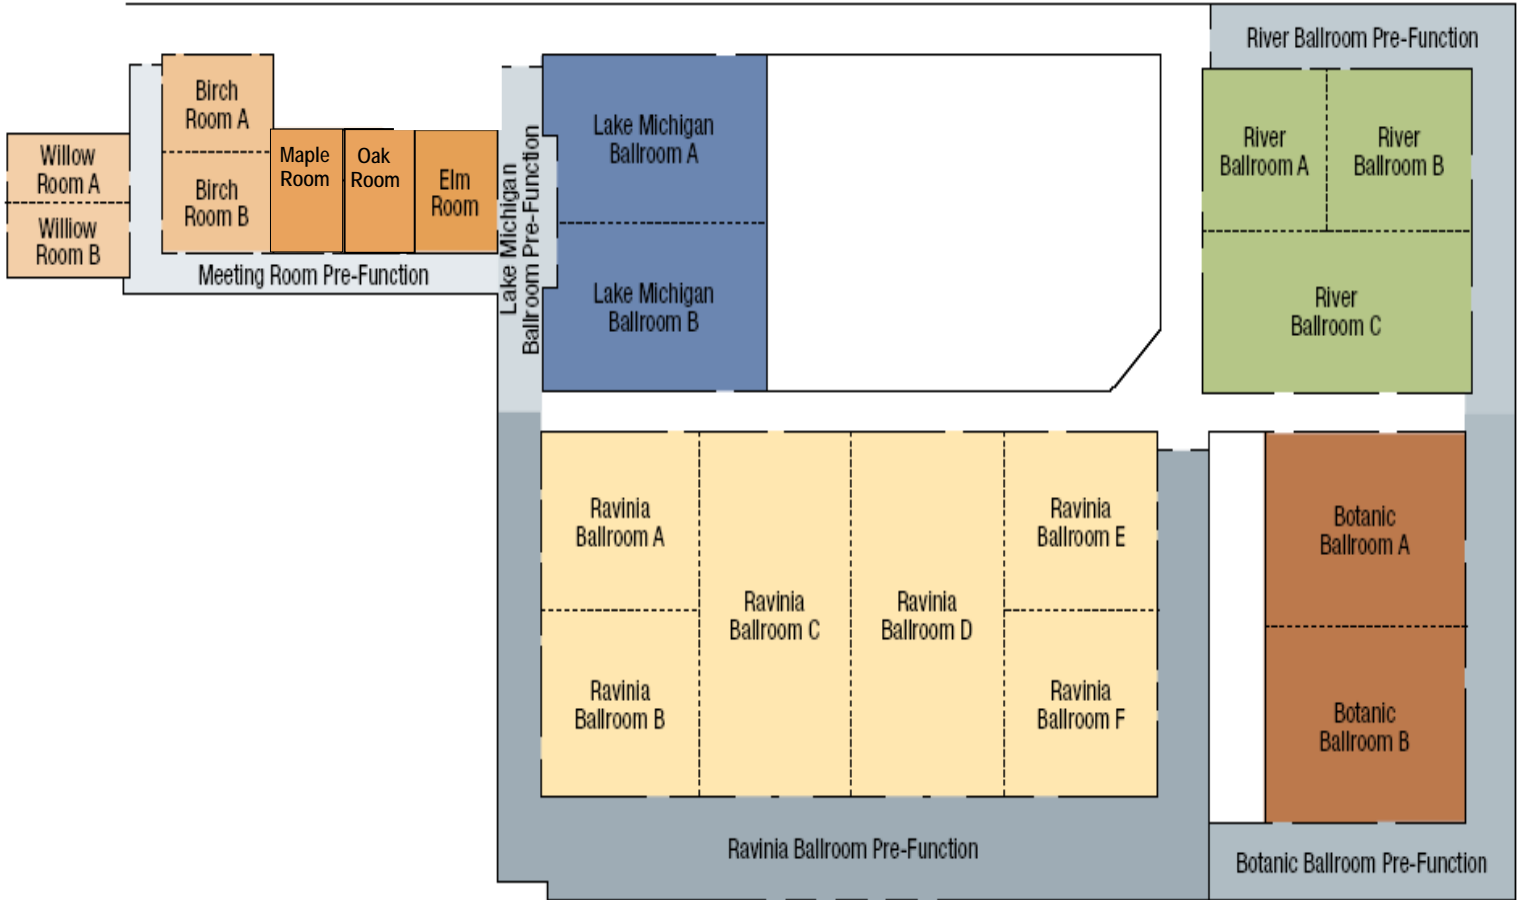 River Ballroom Pre-Function
Birch
Room A
Willow
Room A
Williow
Room B
Birch
Room B
Maple
Room
Oak
Room
Elm
Room
Meeting Room Pre-Function
Lake Michigan
Ballroom Pre-Function
Lake Michigan
Ballroom A
Lake Michigan
Ballroom B
River
Ballroom A
River
Ballroom B
River
Ballroom C
Ravinia
Ballroom A
Ravinia
Ballroom B
Ravinia
Ballroom C
Ravinia
Ballroom D
Ravinia
Ballroom E
Ravinia
Ballroom F
Botanic
Ballroom A
Botanic
Ballroom B
Ravinia Ballroom Pre-Function
Botanic Ballroom Pre-Function